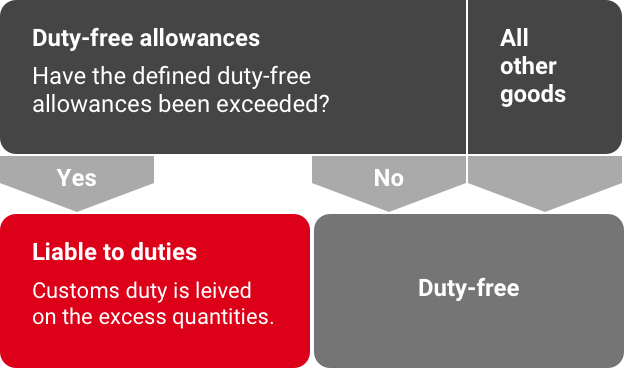 Duty-free allowances
Have the defined duty-free
allowances been exceeded?
All
other
goods
Yes
No
Liable to duties
Customs duty is leived
on the excess quantities.
Duty-free